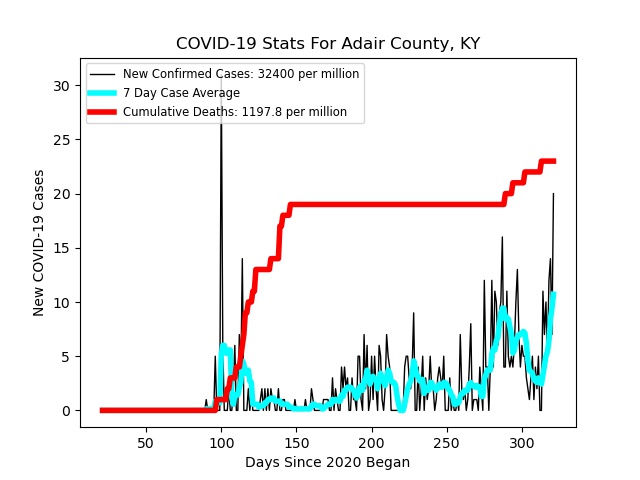 COVID-19 Stats For Adair County, KY
New Confirmed Cases: 32400 per million
7 Day Case Average
Cumulative Deaths: 1197.8 per million
New COVID-19 Cases
30
25
20
15
10
5
0
50
100
150
200
250
300
Days Since 2020 Began